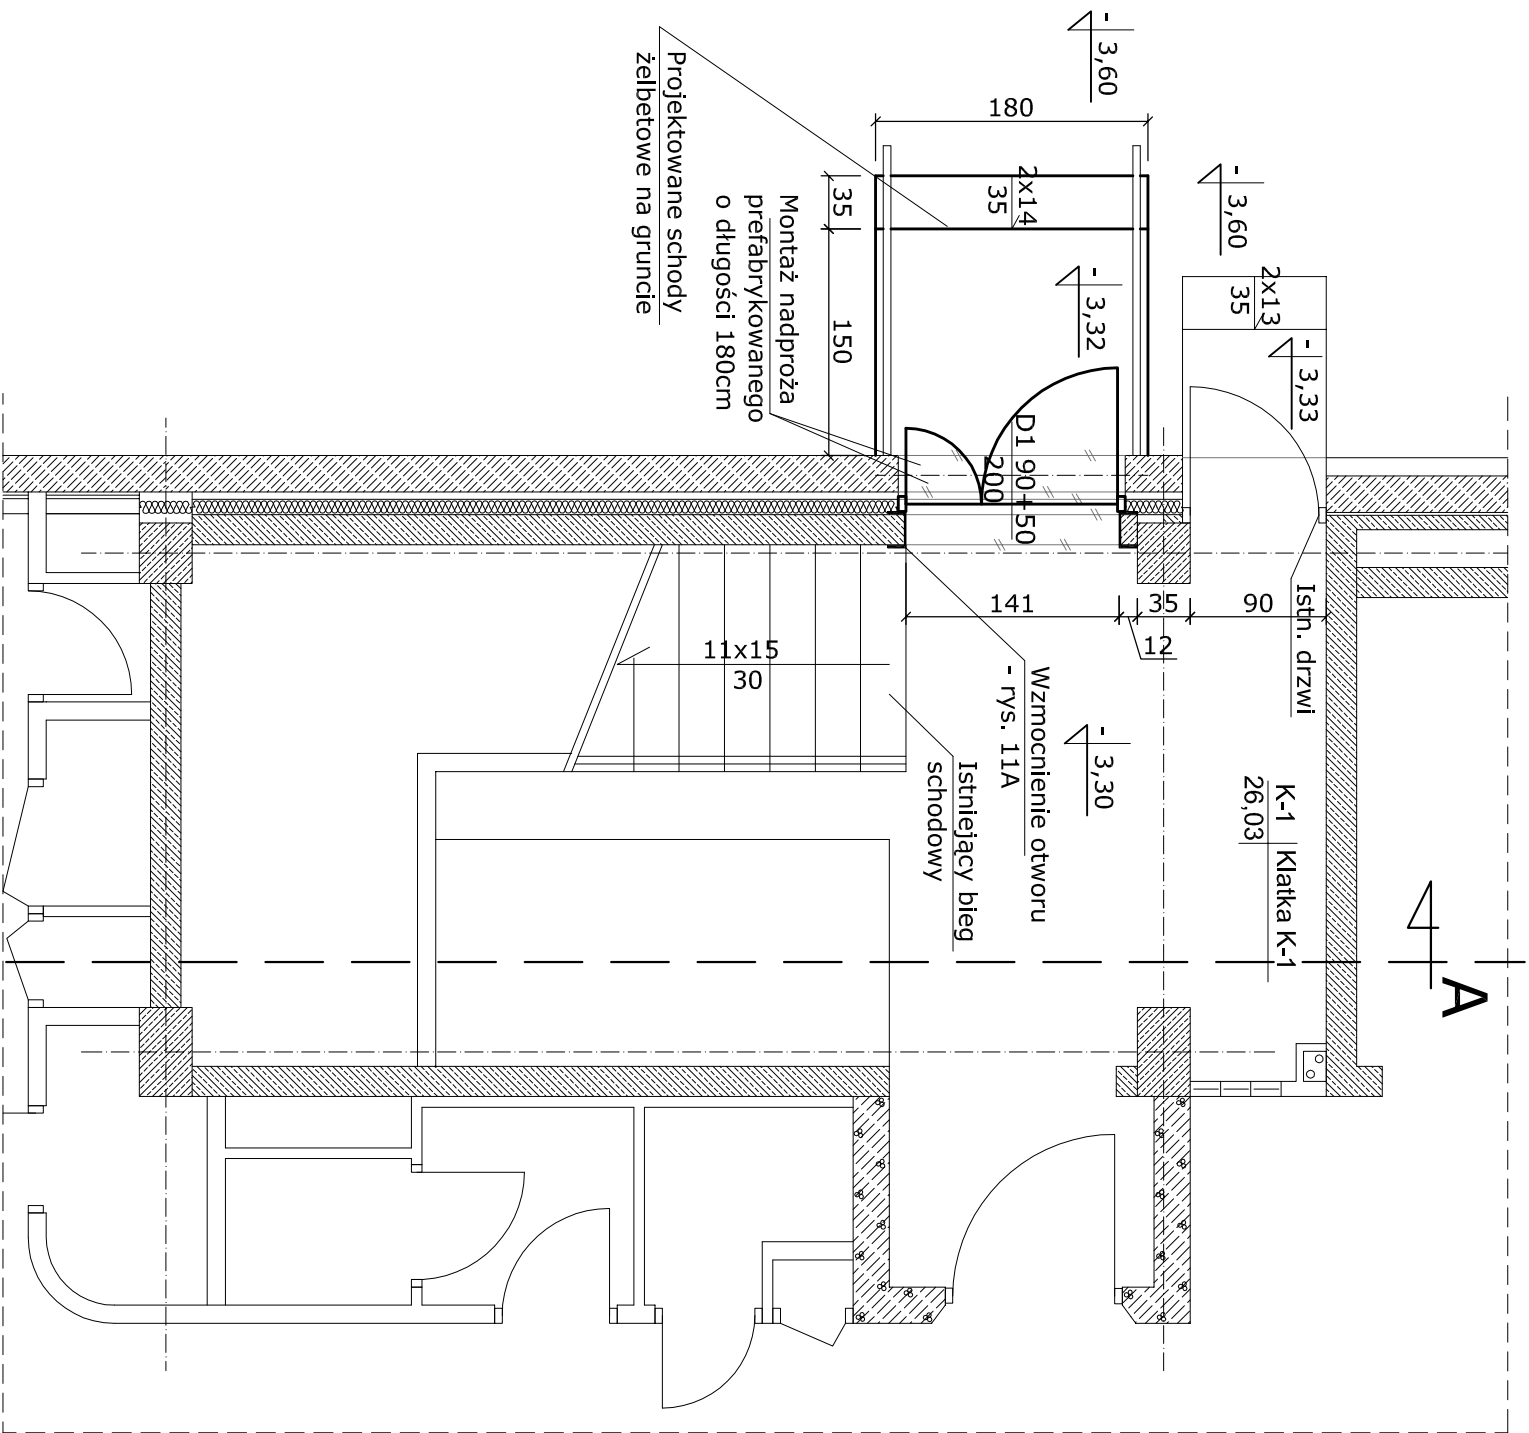 - 3,60
180
- 3,60
2x14
35
35
150
- 3,32
2x13
35
- 3,33
Projektowane schody
żelbetowe na gruncie
Montaż nadproża
prefabrykowanego
o długości 180cm
D1 90+50
200
141
35
90
12
Istn. drzwi
11x15
30
Wzmocnienie otworu
- rys. 11A
- 3,30
Istniejący bieg
schodowy
K-1 Klatka K-1
26,03
A